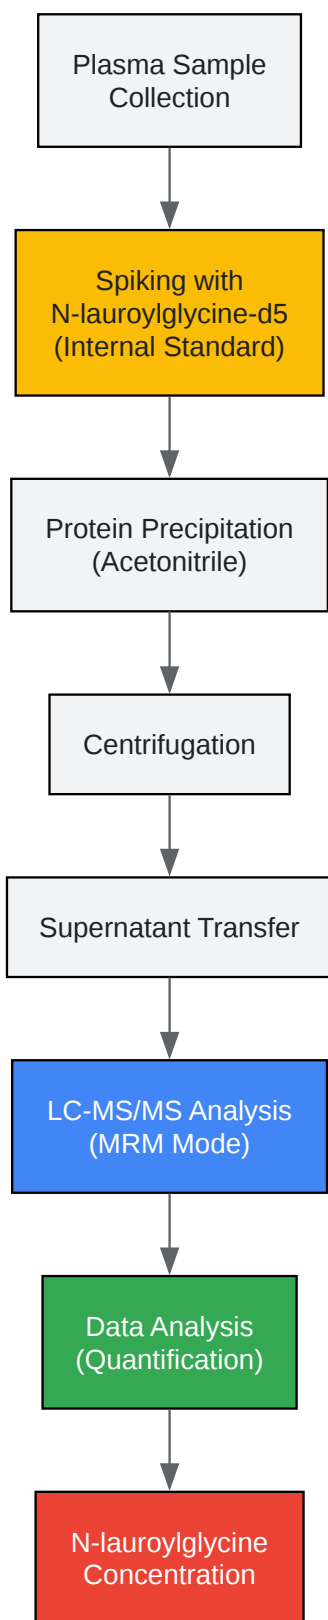 Plasma Sample
Collection
Spiking with
N-lauroylglycine-d5
(Internal Standard)
Protein Precipitation
(Acetonitrile)
Centrifugation
Supernatant Transfer
LC-MS/MS Analysis
(MRM Mode)
Data Analysis
(Quantification)
N-lauroylglycine
Concentration